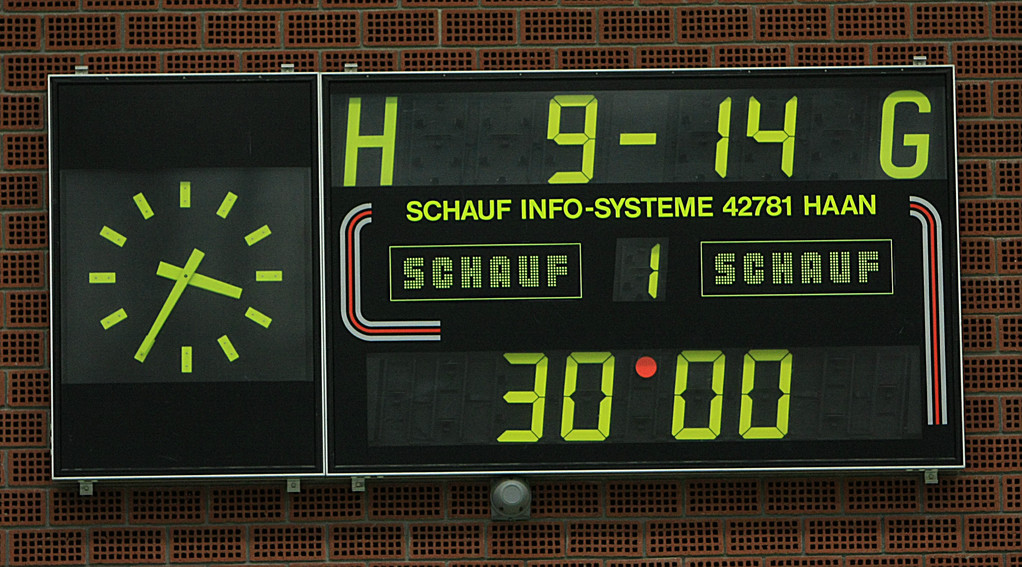 H 9-14 G
SCHAUF INFO-SYSTEME 42781 HAAN
SCHAUF 1 SCHAUF
30 00